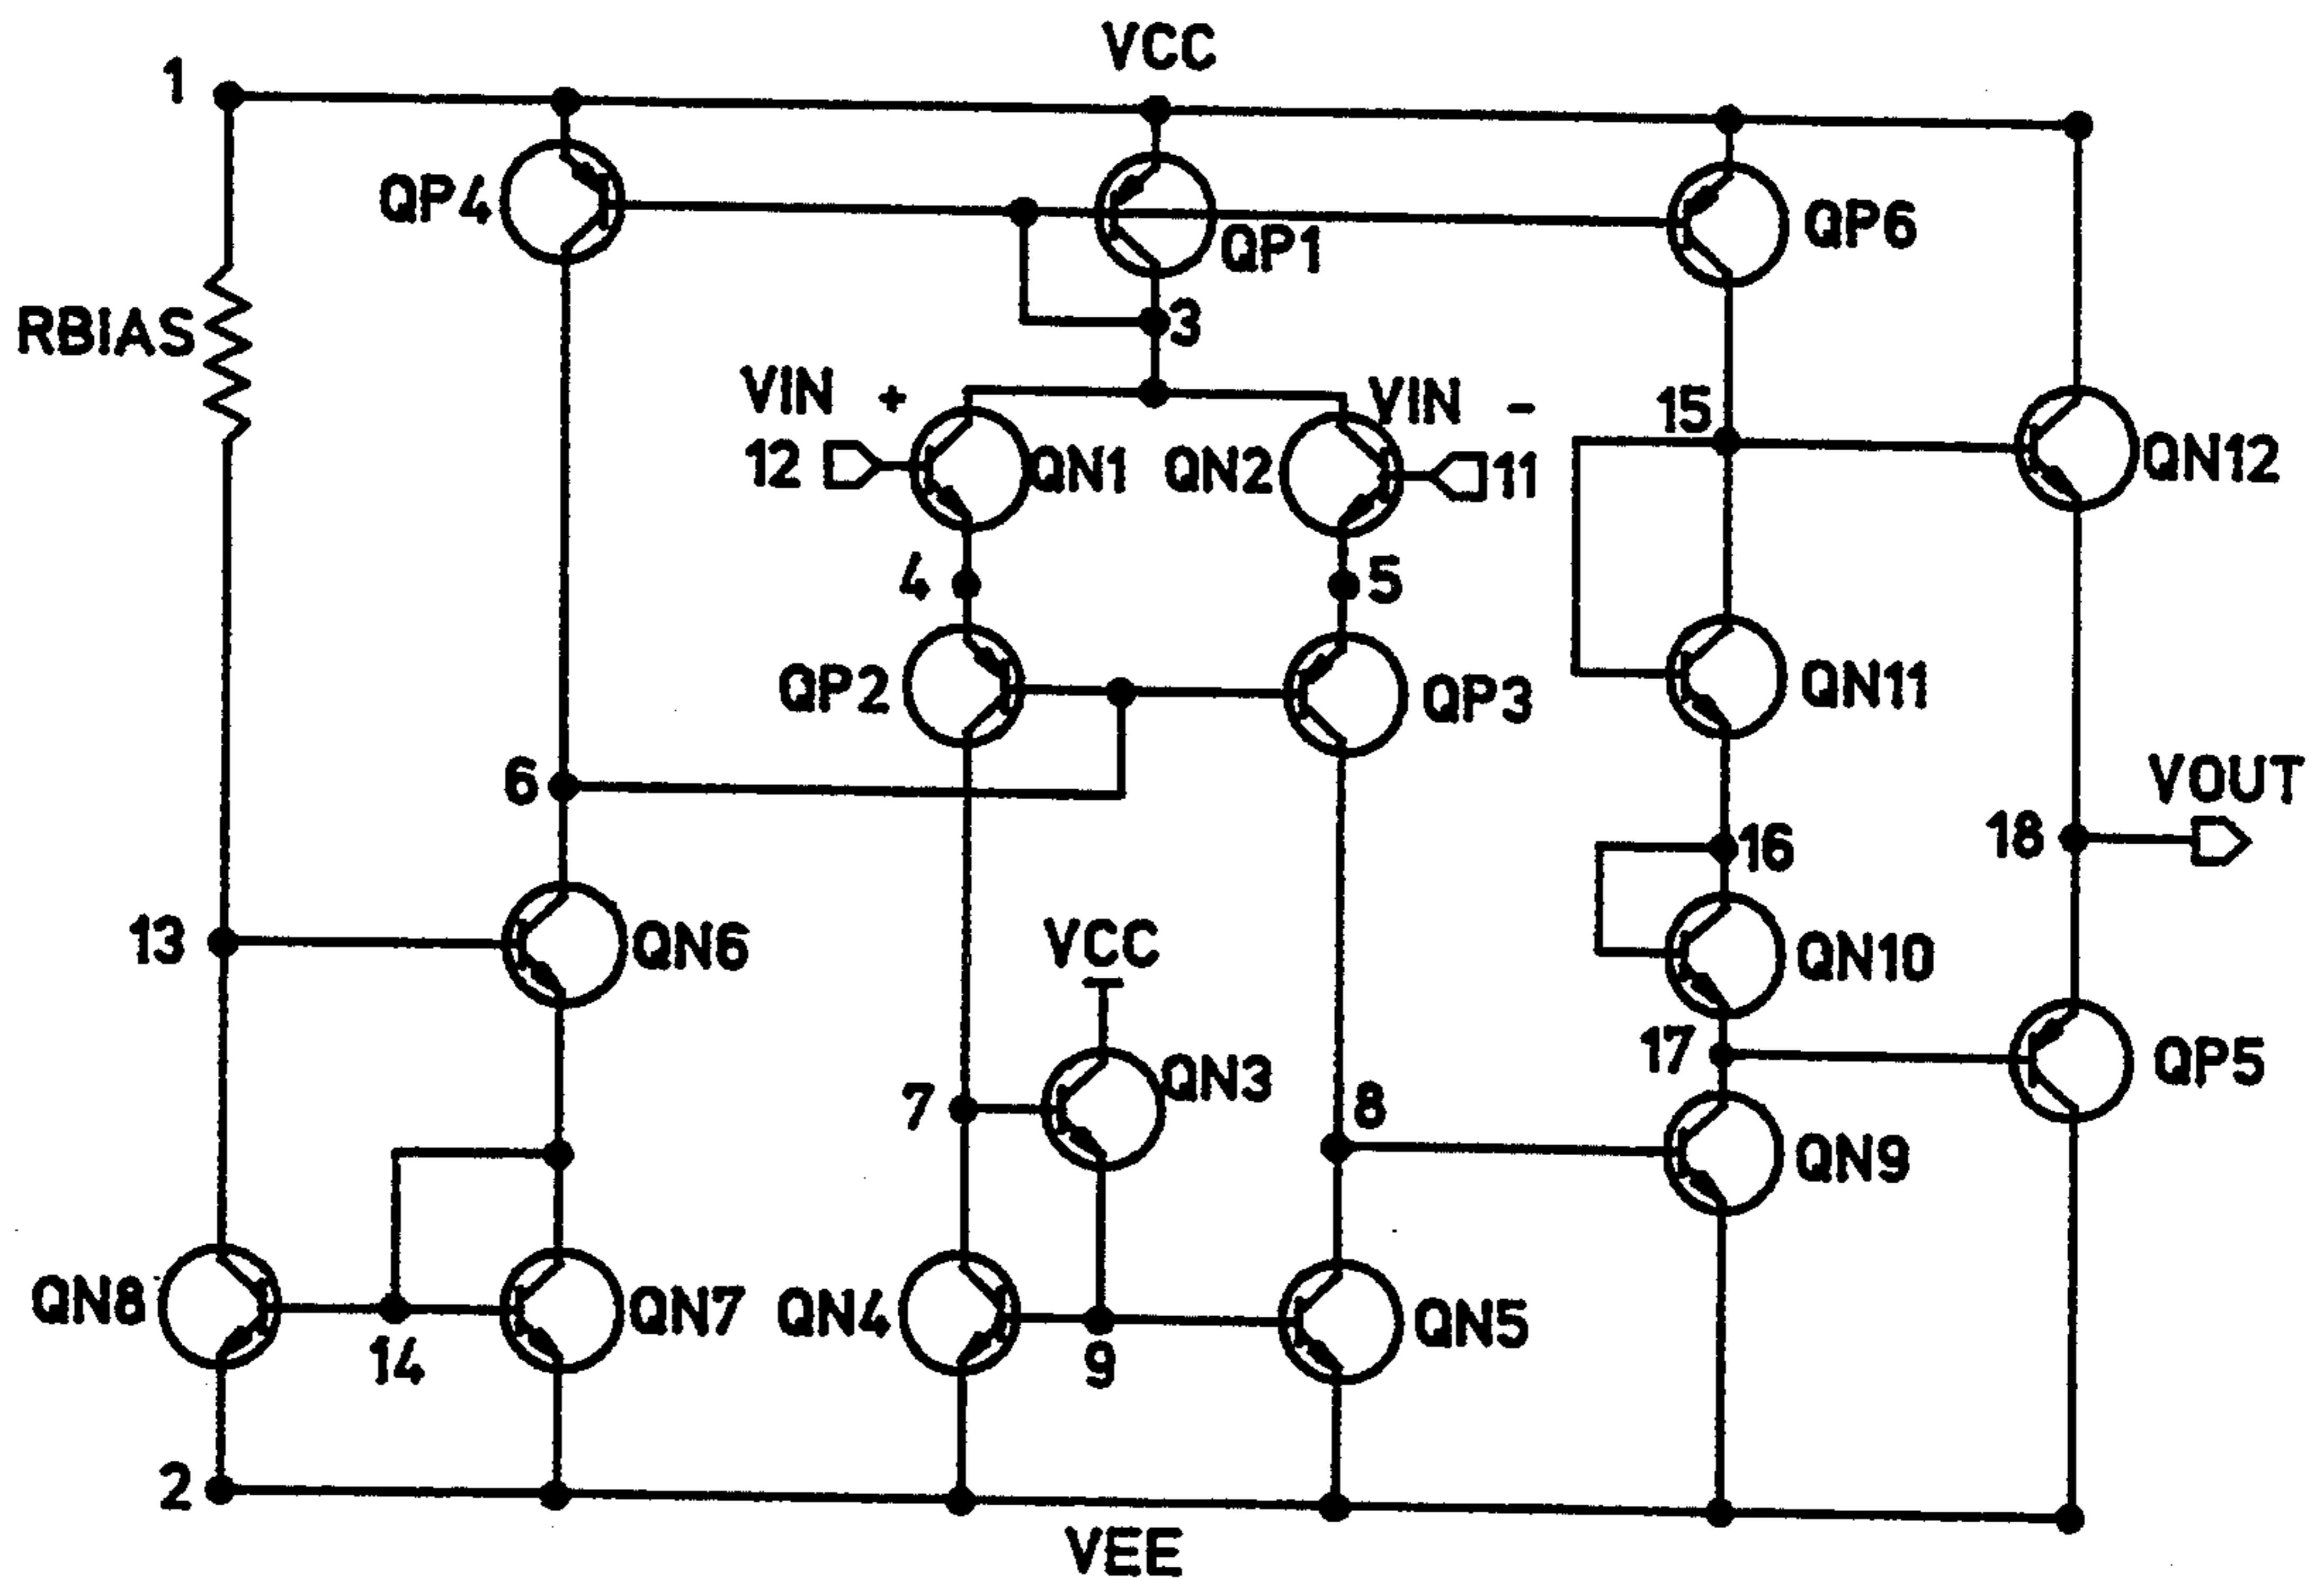 VCC
1
QP4
QP1
QP6
RBIAS
3
VIN +
VIN -
12
QN1
QN2
11
15
QN12
4
5
QP2
QP3
QN11
6
VOUT
16
18
13
QN6
VCC
QN10
17
QP5
7
QN3
8
QN9
QN8
QN7
QN4
QN5
14
9
2
VEE